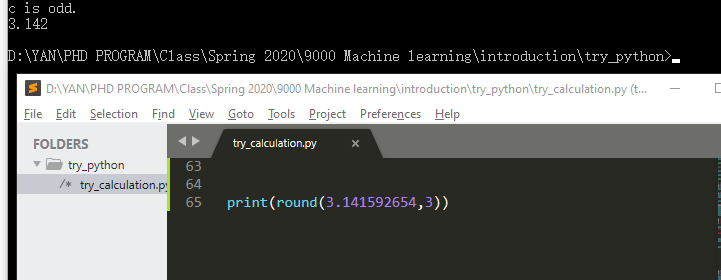 c is odd.
3.142
D:\YAN\PHD PROGRAM\Class\Spring 2020\9000 Machine learning\introduction\try_python>
D:\YAN\PHD PROGRAM\Class\Spring 2020\9000 Machine learning\introduction\try_python\try_calculation.py (t...
File Edit Selection Find View Goto Tools Project Preferences Help
FOLDERS
try_python
/* try_calculation.py
try_calculation.py ×
63
64
65 print(round(3.141592654,3))